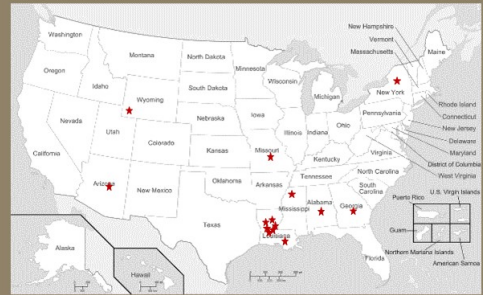 New Hampshire
Vermont
Massachusetts
Washington
Maine
Montana
North Dakota
Minnesota
Oregon
Wisconsin
South Dakota
Idaho
Michigan
New York
Wyoming
Rhode Island
Connecticut
Iowa
Pennsylvania
Nebraska
New Jersey
Nevada
Ohio
Delaware
Utah
Illinois
Indiana
Maryland
Colorado
District of Columbia
Kansas
Missouri
Virginia
West Virginia
California
Kentucky
North Carolina
Tennessee
Oklahoma
Arizona
Arkansas
South
Carolina
New Mexico
U.S. Virgin Islands
Puerto Rico
Mississippi
Alabama
Georgia
Texas
Guam
Louisiana
Alaska
Northern Mariana Islands
Florida
Hawaii
American Samoa